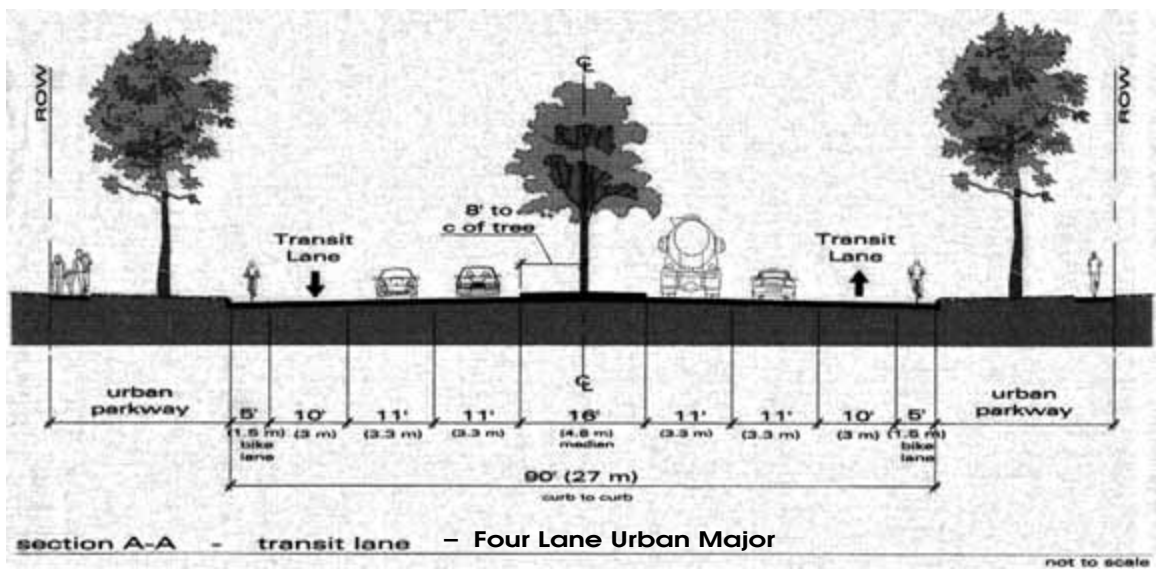 ROW
℄
ROW
8' to
c of tree
Transit
Lane
Transit
Lane
℄
urban
parkway
5'
(1.5 m)
bike
lane
10'
(3 m)
11'
(3.3 m)
11'
(3.3 m)
16'
(4.8 m)
median
11'
(3.3 m)
11'
(3.3 m)
10'
(3 m)
5'
(1.5 m)
bike
lane
urban
parkway
90' (27 m)
curb to curb
section A-A - transit lane – Four Lane Urban Major
not to scale